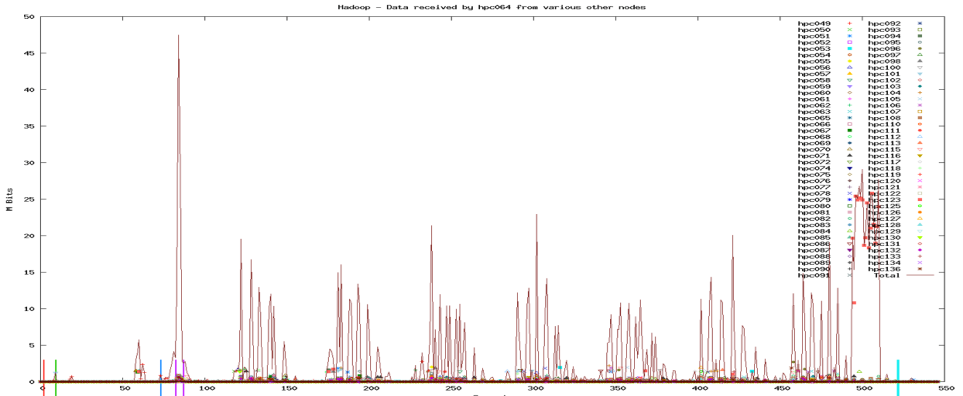 Hadoop - Data received by hpc064 from various other nodes
50
45
40
35
30
25
20
15
10
5
0
M Bits
0 50 100 150 200 250 300 350 400 450 500 550
hpc049 hpc092
hpc050 hpc093
hpc051 hpc094
hpc052 hpc095
hpc053 hpc096
hpc054 hpc097
hpc055 hpc098
hpc056 hpc100
hpc057 hpc101
hpc058 hpc102
hpc059 hpc103
hpc060 hpc104
hpc061 hpc105
hpc062 hpc106
hpc063 hpc107
hpc065 hpc108
hpc066 hpc110
hpc067 hpc111
hpc068 hpc112
hpc069 hpc113
hpc070 hpc115
hpc071 hpc116
hpc072 hpc117
hpc074 hpc118
hpc075 hpc119
hpc076 hpc120
hpc077 hpc121
hpc078 hpc122
hpc079 hpc123
hpc080 hpc125
hpc081 hpc126
hpc082 hpc127
hpc083 hpc128
hpc084 hpc129
hpc085 hpc130
hpc086 hpc131
hpc087 hpc132
hpc088 hpc133
hpc089 hpc134
hpc090 hpc136
hpc091 Total